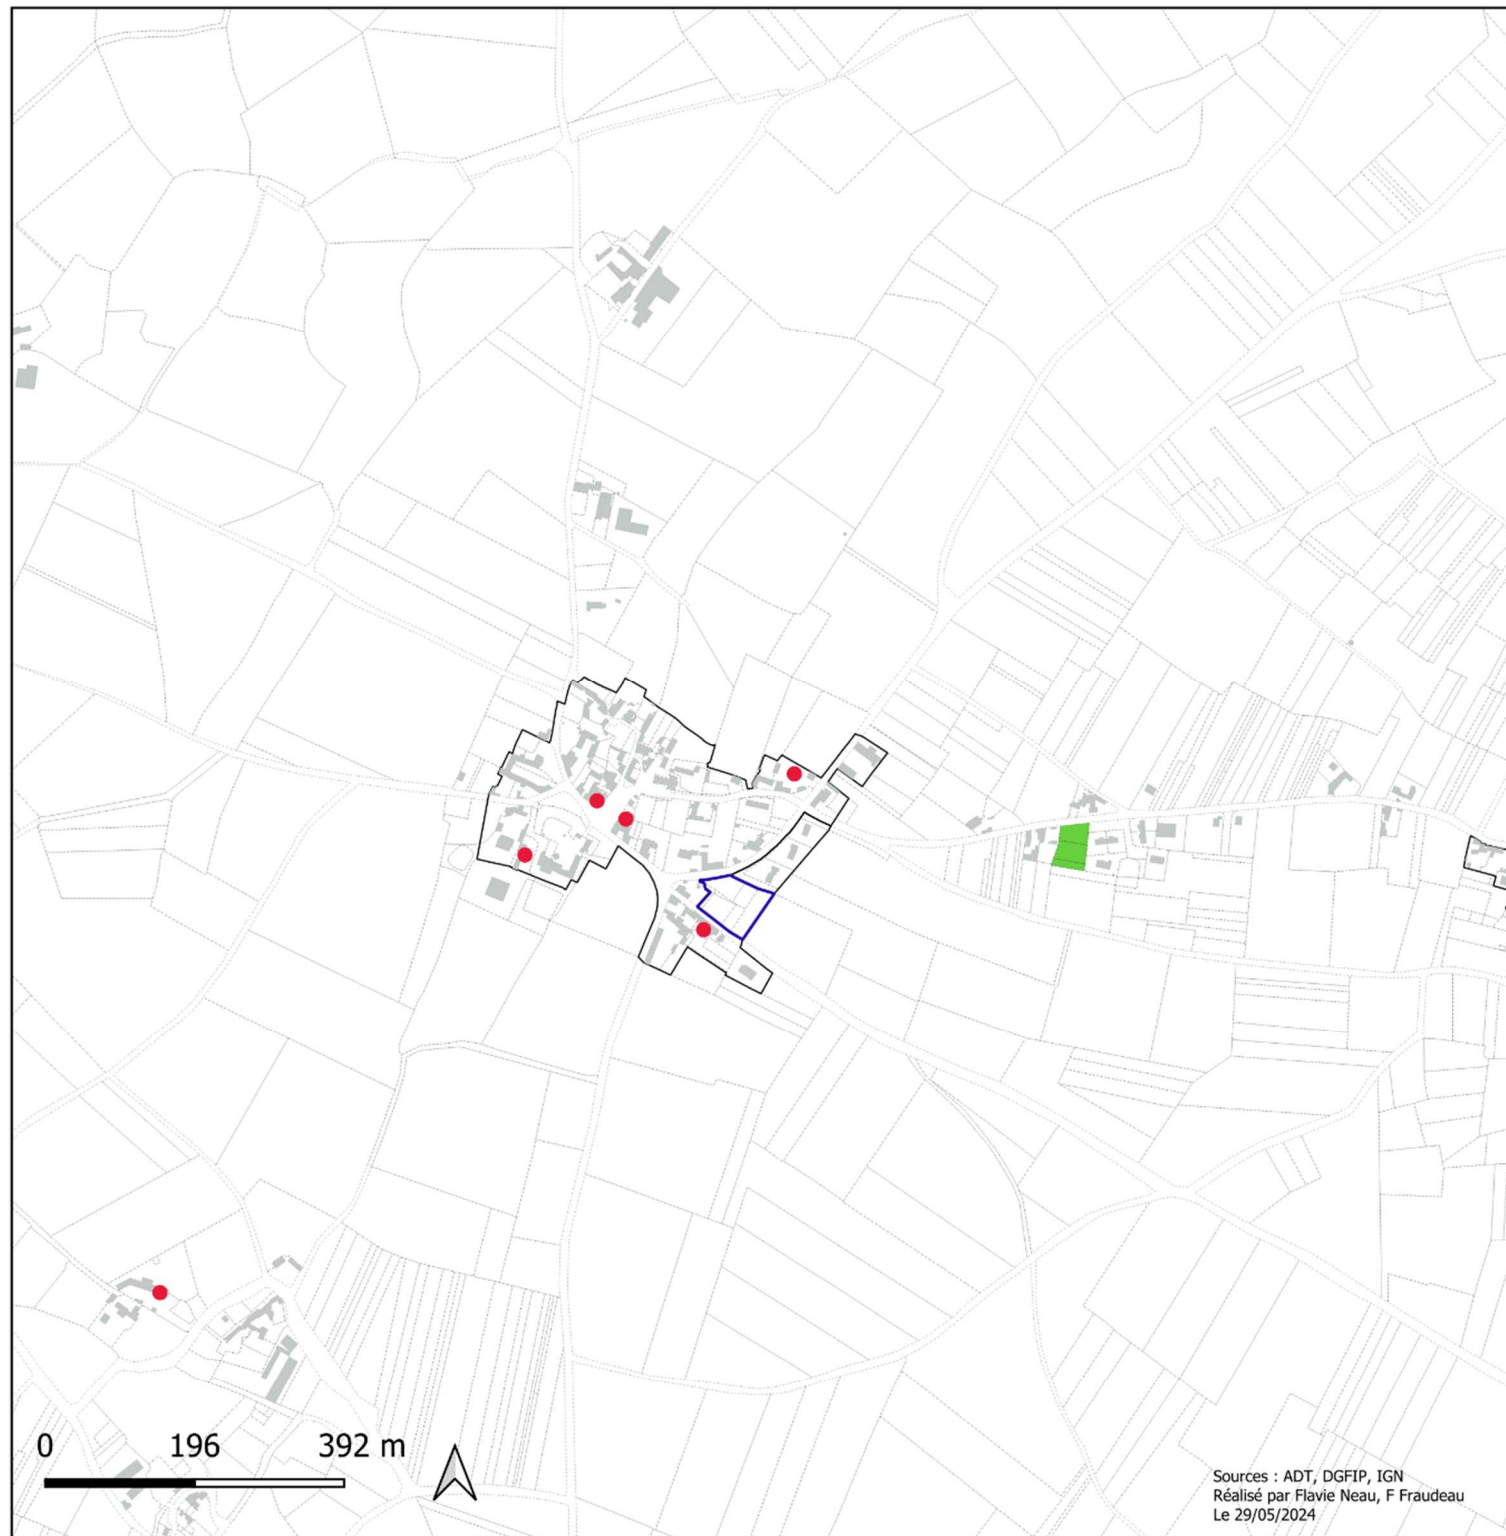 0 196 392 m
Sources : ADT, DGFIP, IGN
Réalisé par Flavie Neau, F Fraudeau
Le 29/05/2024